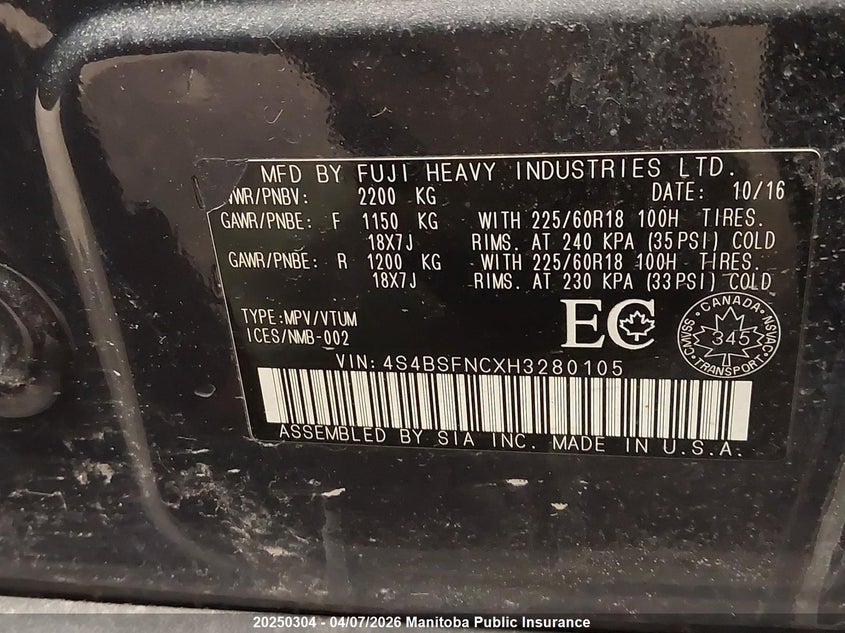 MFD BY FUJI HEAVY INDUSTRIES LTD.
WR/PNBV: 2200 KG DATE: 10/16
GAWR/PNBE: F 1150 KG WITH 225/60R18 100H TIRES.
18X7J RIMS. AT 240 KPA (35PSI) COLD
GAWR/PNBE: R 1200 KG WITH 225/60R18 100H TIRES.
18X7J RIMS. AT 230 KPA (33PSI) COLD
TYPE:MPV/VTUM
ICES/NMB-002
EC
CANADA
CMVSS 345 NSVAC
TRANSPORT
VIN: 4S4BSFNCXH3280105
ASSEMBLED BY SIA INC. MADE IN U.S.A.
20250304 - 04/07/2026 Manitoba Public Insurance